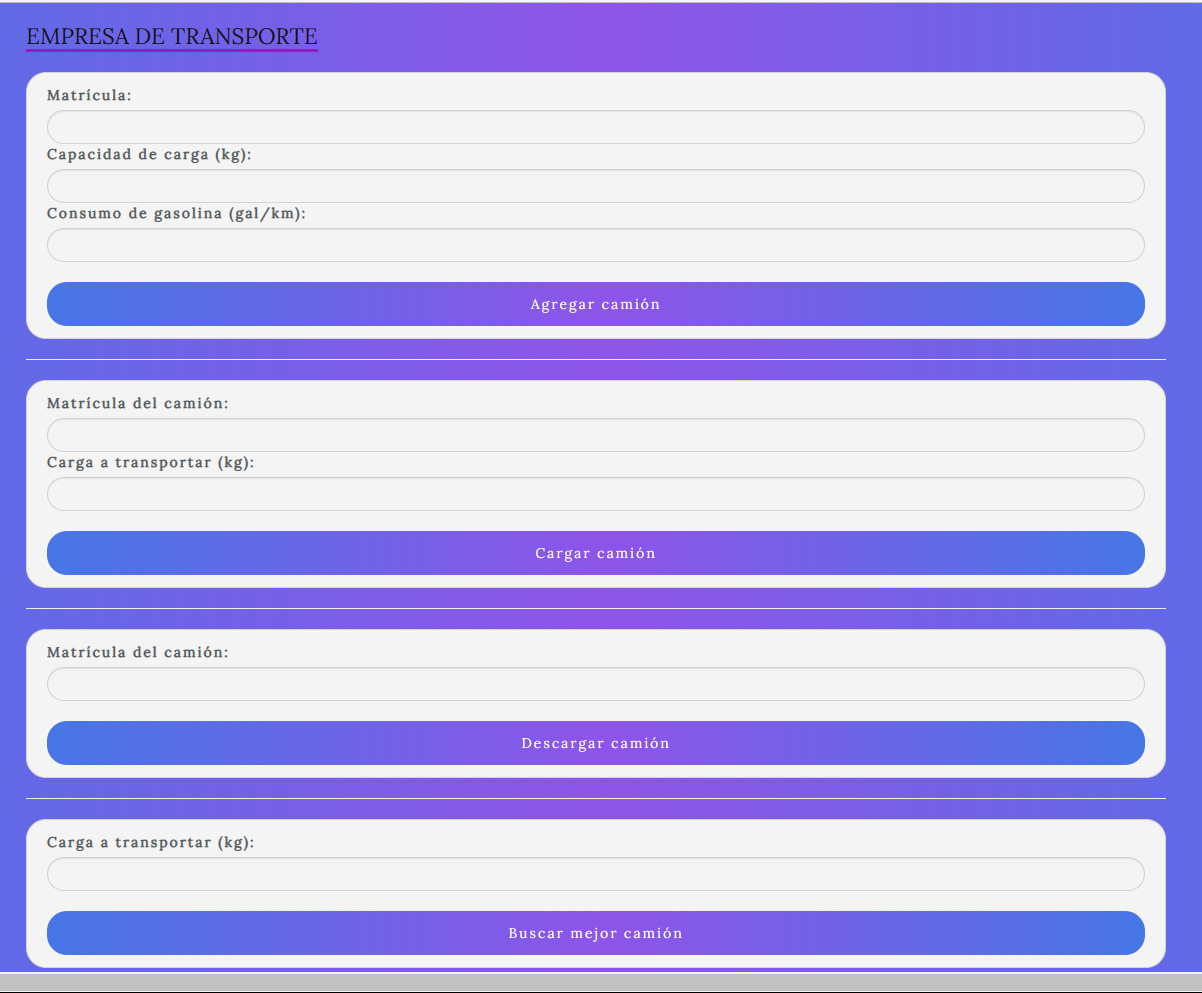 EMPRESA DE TRANSPORTE
Matrícula:
Capacidad de carga (kg):
Consumo de gasolina (gal/km):
Agregar camión
Matrícula del camión:
Carga a transportar (kg):
Cargar camión
Matrícula del camión:
Descargar camión
Carga a transportar (kg):
Buscar mejor camión